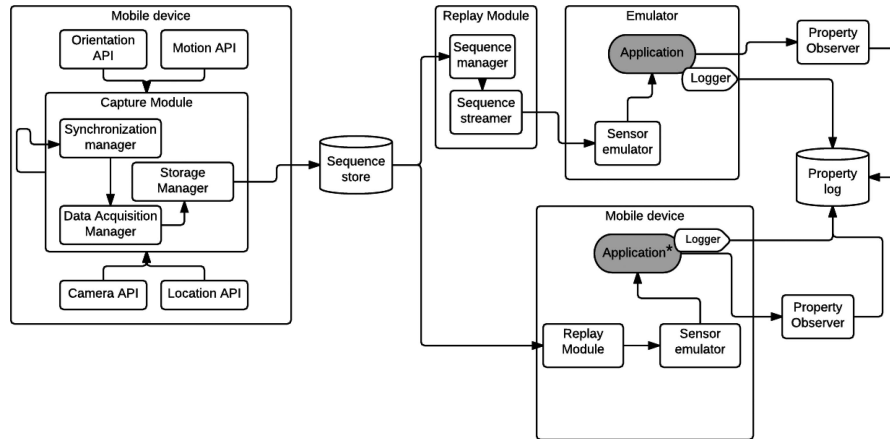 Mobile device
Orientation
API
Motion API
Capture Module
Synchronization
manager
Storage
Manager
Data Acquisition
Manager
Camera API
Location API
Sequence
store
Replay Module
Sequence
manager
Sequence
streamer
Emulator
Application
Logger
Sensor
emulator
Property
Observer
Property
log
Mobile device
Application*
Logger
Replay
Module
Sensor
emulator
Property
Observer